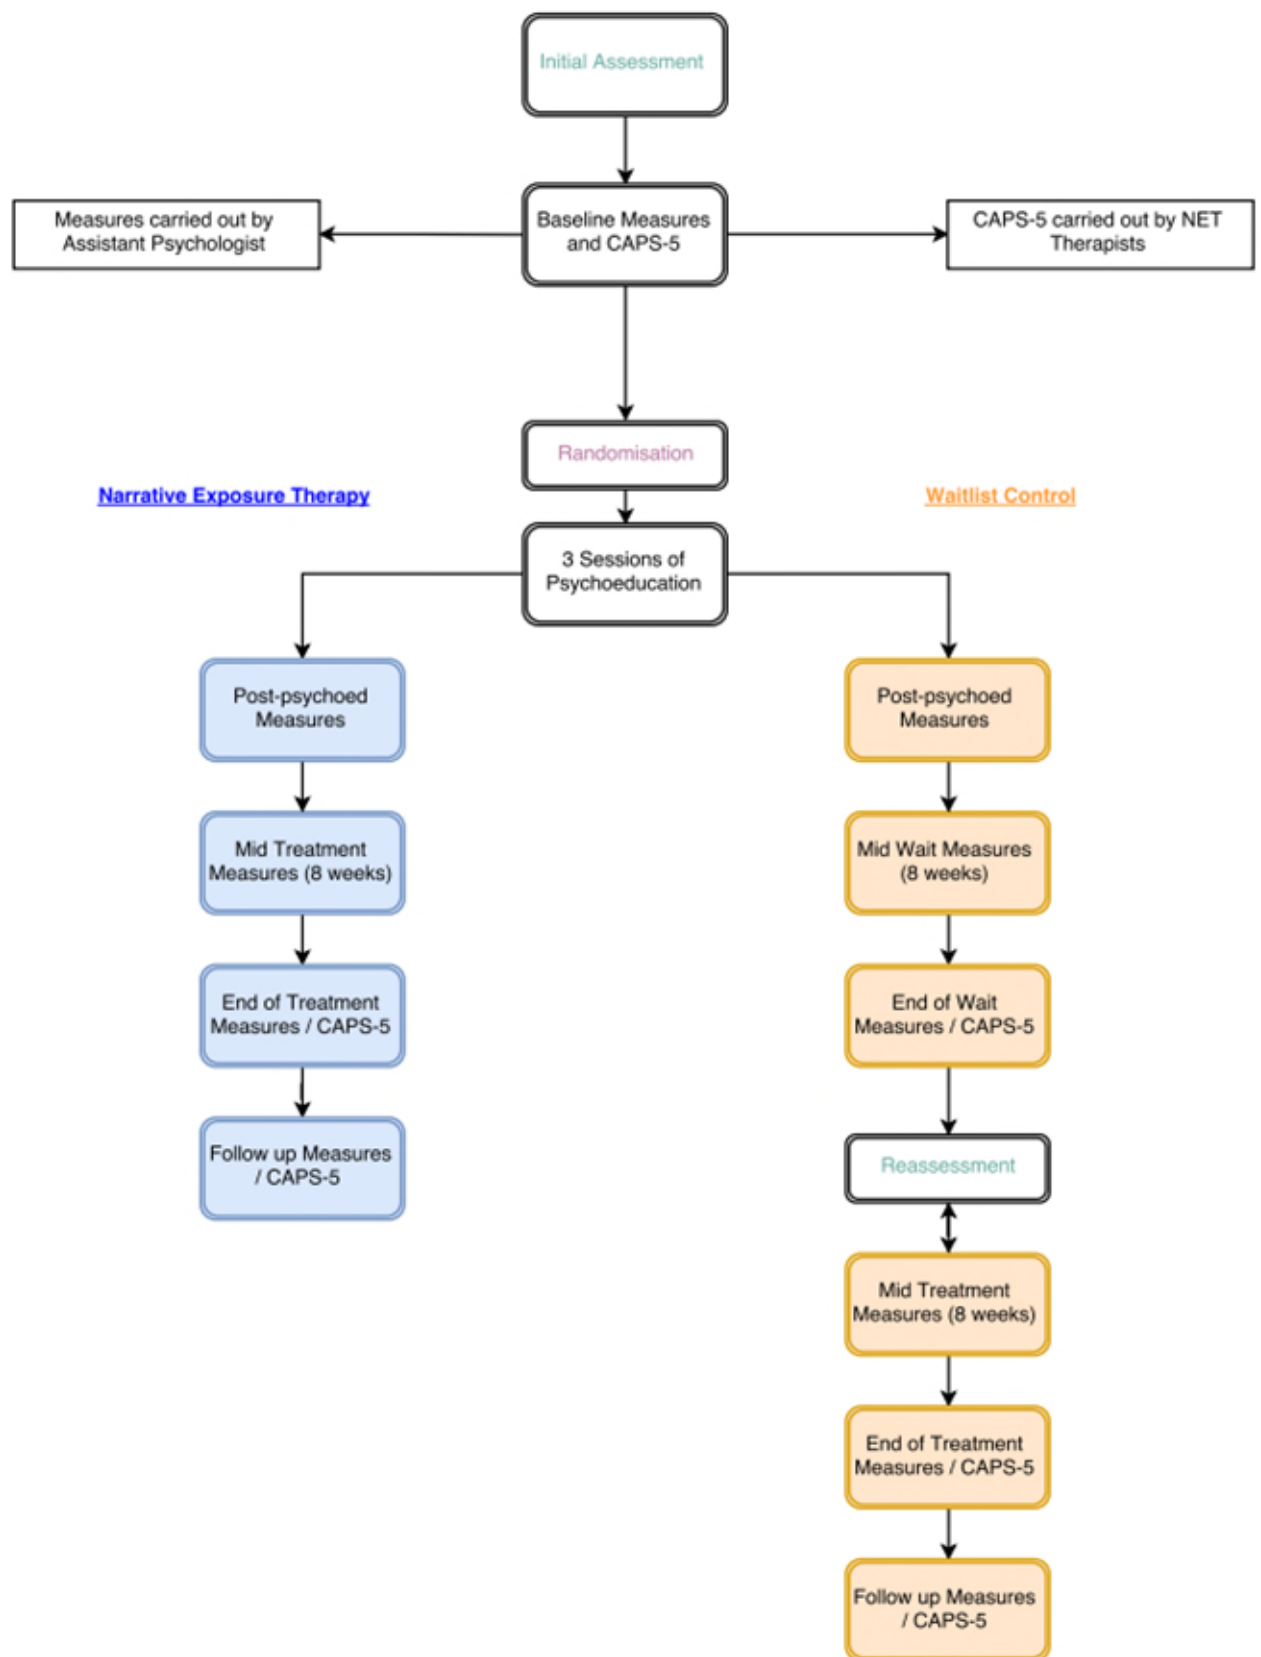 Initial Assessment
Measures carried out by
Assistant Psychologist
Baseline Measures
and CAPS-5
CAPS-5 carried out by NET
Therapists
Randomisation
Narrative Exposure Therapy
Waitlist Control
3 Sessions of
Psychoeducation
Post-psychoed
Measures
Mid Treatment
Measures (8 weeks)
End of Treatment
Measures / CAPS-5
Follow up Measures
/ CAPS-5
Post-psychoed
Measures
Mid Wait Measures
(8 weeks)
End of Wait
Measures / CAPS-5
Reassessment
Mid Treatment
Measures (8 weeks)
End of Treatment
Measures / CAPS-5
Follow up Measures
/ CAPS-5